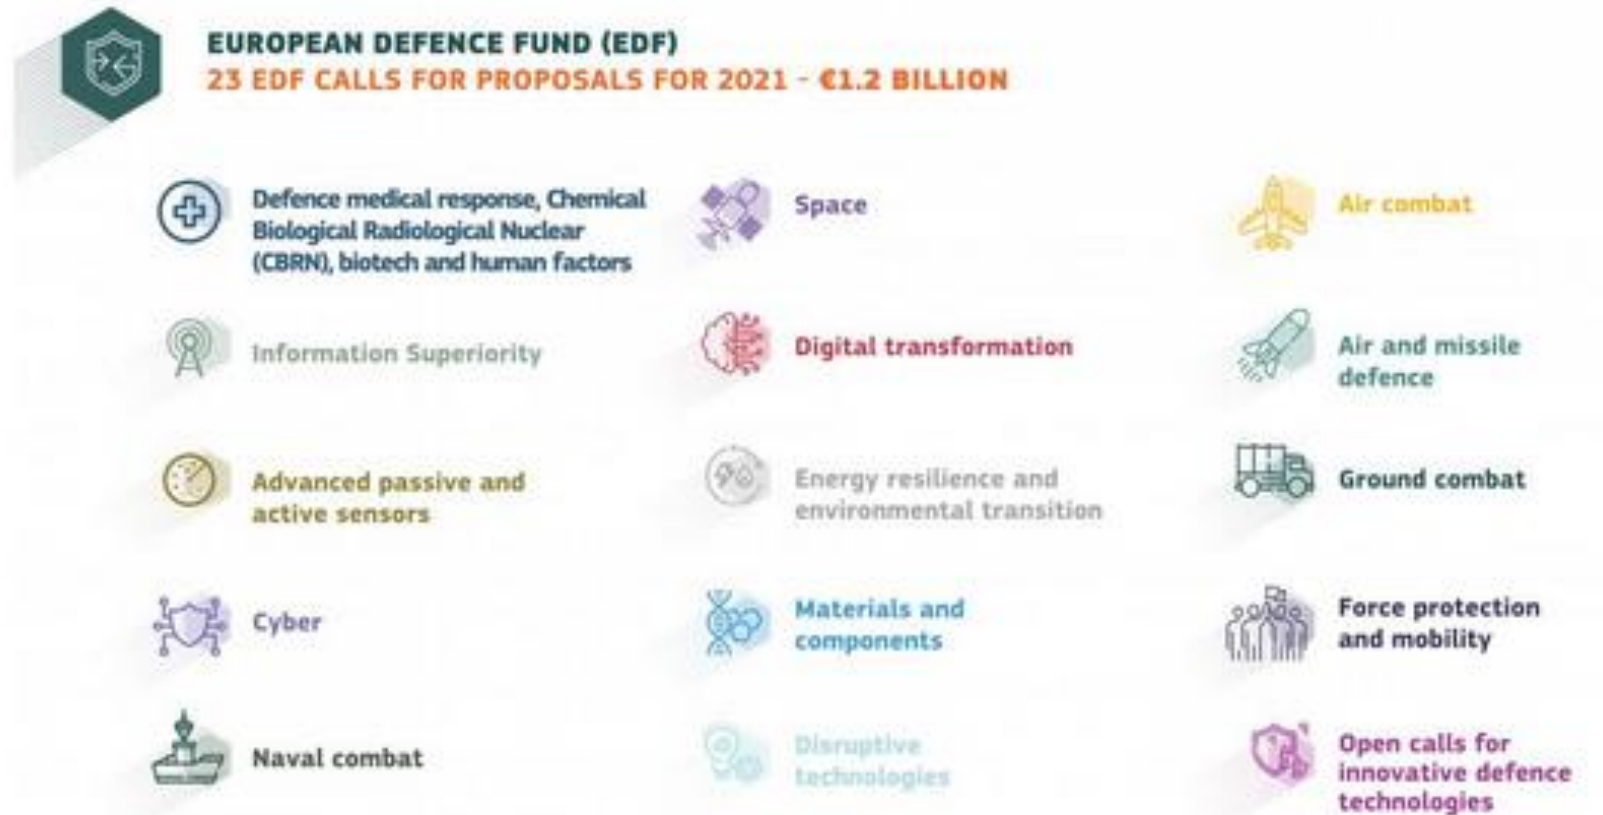 EUROPEAN DEFENCE FUND (EDF)
23 EDF CALLS FOR PROPOSALS FOR 2021 - €1.2 BILLION
Defence medical response, Chemical
Biological Radiological Nuclear
(CBRN), biotech and human factors
Space
Air combat
Information Superiority
Digital transformation
Air and missile
defence
Advanced passive and
active sensors
Energy resilience and
environmental transition
Ground combat
Cyber
Materials and
components
Force protection
and mobility
Naval combat
Disruptive
technologies
Open calls for
innovative defence
technologies